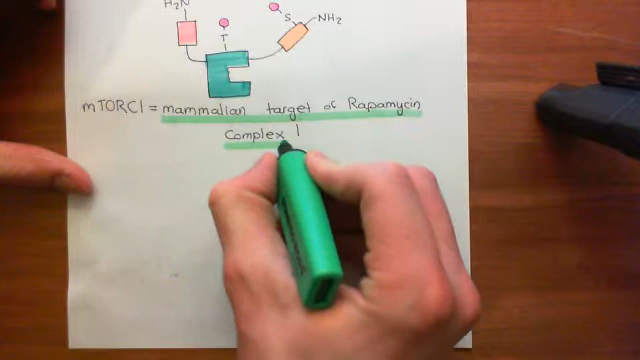 H₂N
S
NH₂
T
mTORC1 = mammalian target of Rapamycin
Complex 1